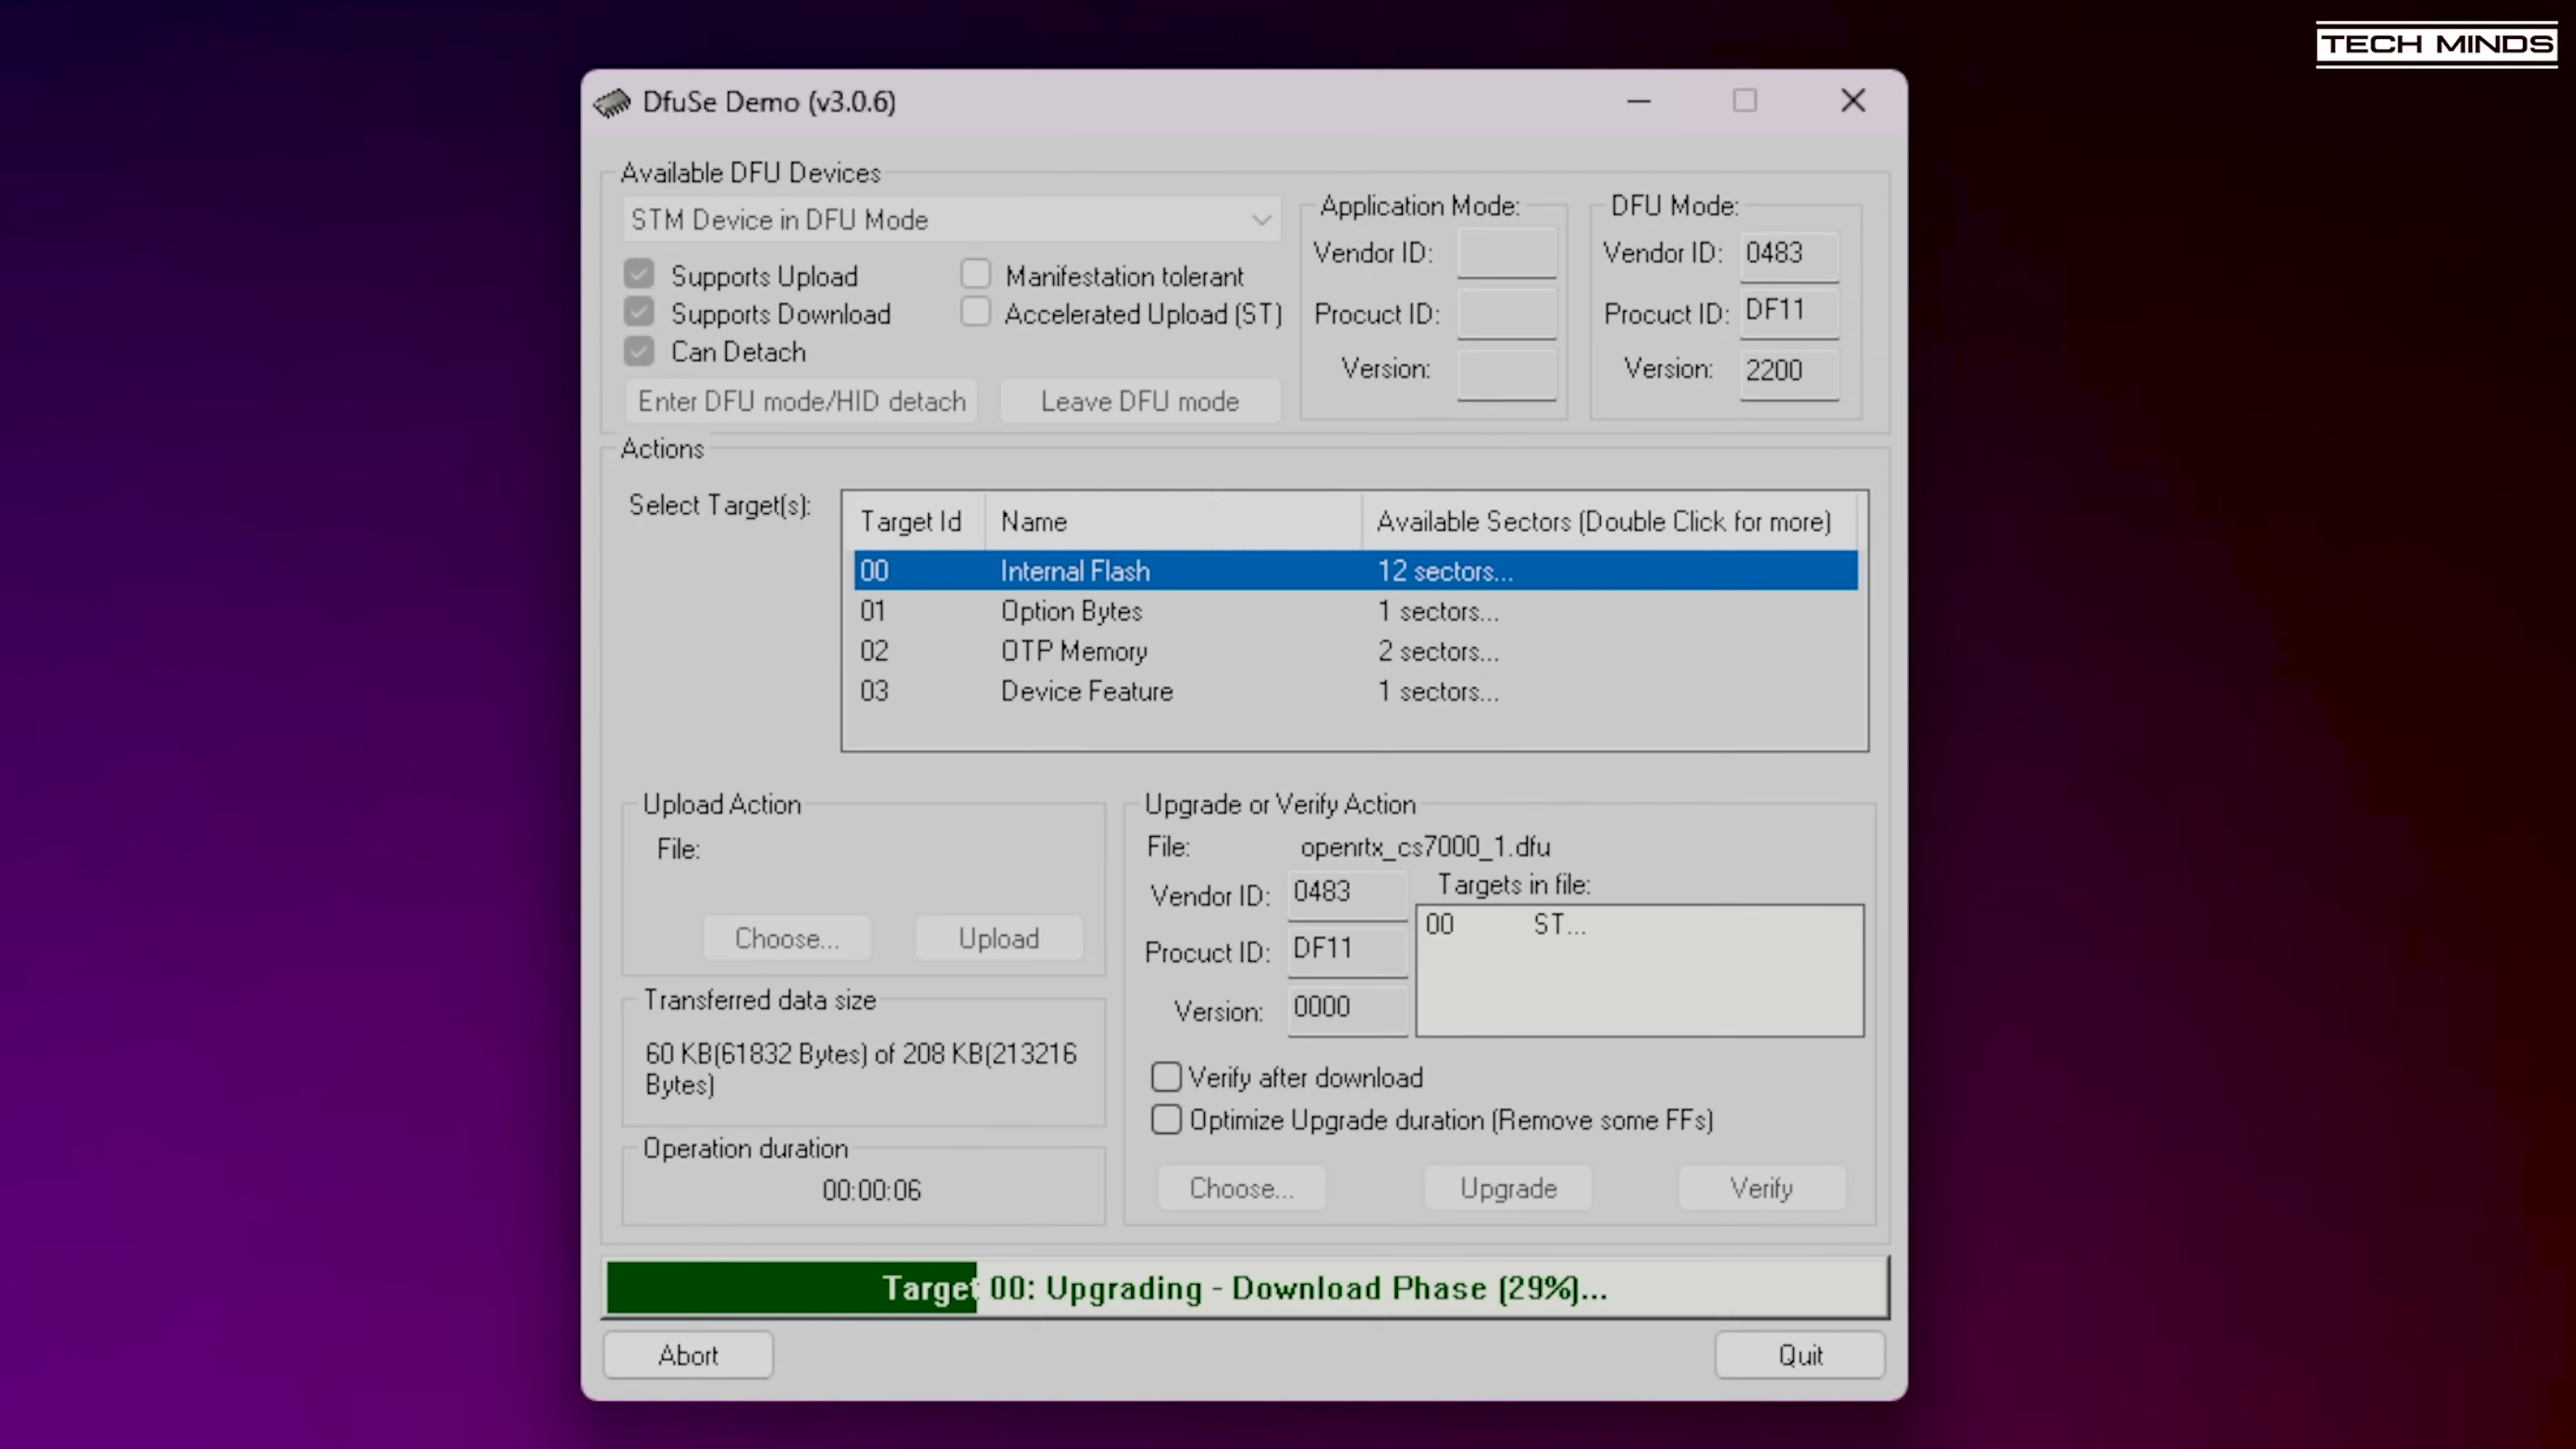 TECH MINDS
DfuSe Demo (v3.0.6)
Available DFU Devices
STM Device in DFU Mode
Supports Upload
Manifestation tolerant
Supports Download
Accelerated Upload (ST)
Can Detach
Enter DFU mode/HID detach
Leave DFU mode
Application Mode:
Vendor ID:
Procuct ID:
Version:
DFU Mode:
Vendor ID: 0483
Procuct ID: DF11
Version: 2200
Actions
Select Target(s):
Target Id Name Available Sectors (Double Click for more)
00 Internal Flash 12 sectors...
01 Option Bytes 1 sectors...
02 OTP Memory 2 sectors...
03 Device Feature 1 sectors...
Upload Action
File:
Choose... Upload
Transferred data size
60 KB(61832 Bytes) of 208 KB(213216
Bytes)
Operation duration
00:00:06
Upgrade or Verify Action
File: openrtx_cs7000_1.dfu
Vendor ID: 0483
Procuct ID: DF11
Version: 0000
Targets in file:
00 ST...
Verify after download
Optimize Upgrade duration (Remove some FFs)
Choose... Upgrade Verify
Target 00: Upgrading - Download Phase (29%)...
Abort Quit